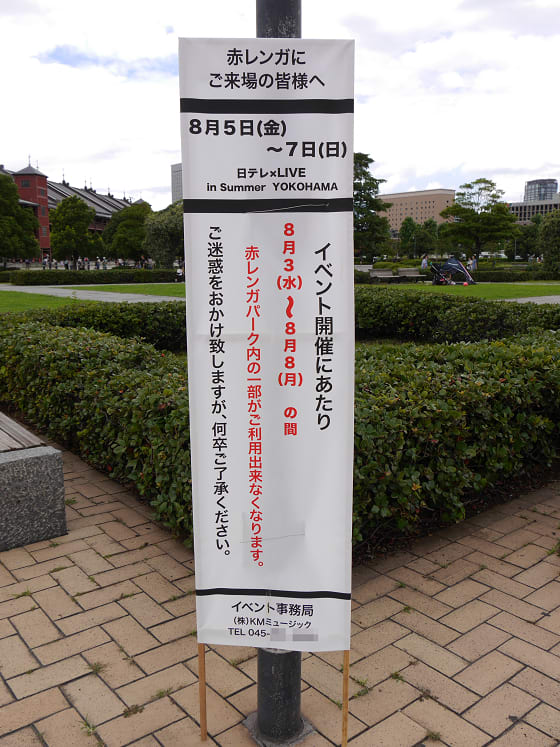 赤レンガに
ご来場の皆様へ
8月5日(金)
〜7日(日)
日テレ×LIVE
in Summer YOKOHAMA
イベント開催にあたり
8月3(水)〜8月8(月) の間
赤レンガパーク内の一部がご利用出来なくなります。
ご迷惑をおかけ致しますが、何卒ご了承ください。
イベント事務局
(株)KMミュージック
TEL 045-